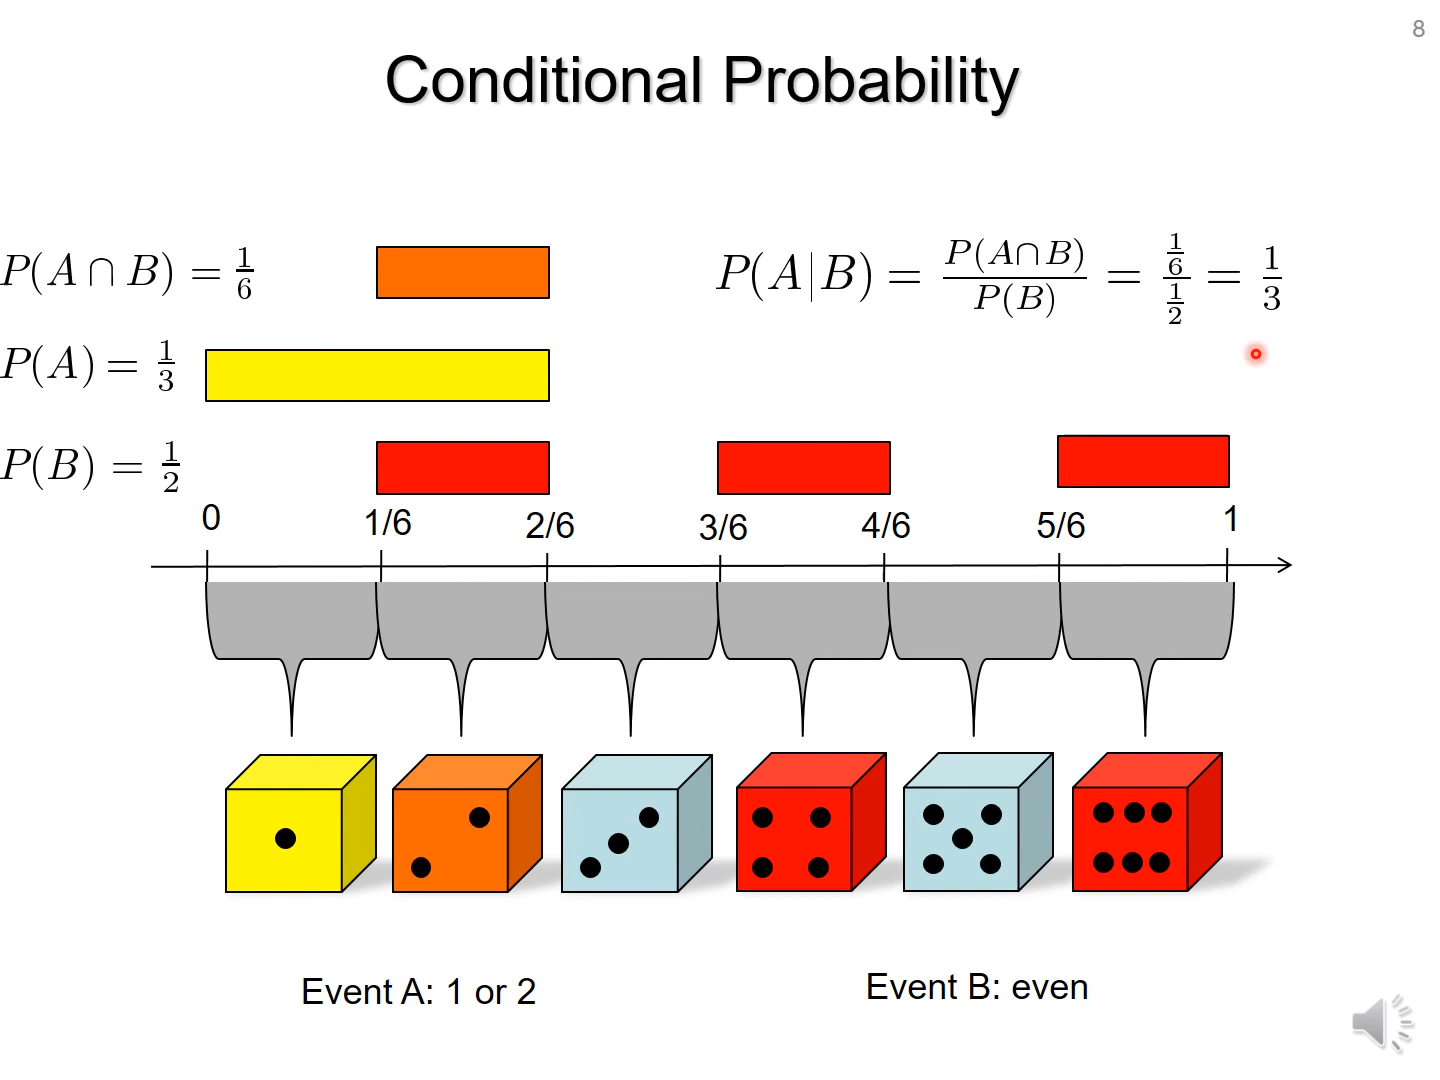 8
Conditional Probability
P(A ∩ B) = 1/6
P(A|B) = P(A∩B)/P(B) = (1/6)/(1/2) = 1/3
P(A) = 1/3
P(B) = 1/2
0 1/6 2/6 3/6 4/6 5/6 1
Event A: 1 or 2
Event B: even